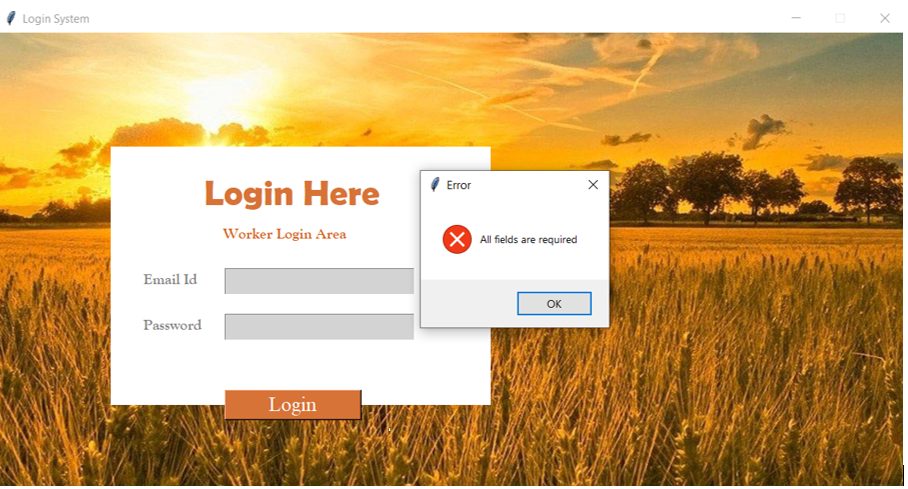 Login System
Login Here
Worker Login Area
Email Id
Password
Login
Error
All fields are required
OK